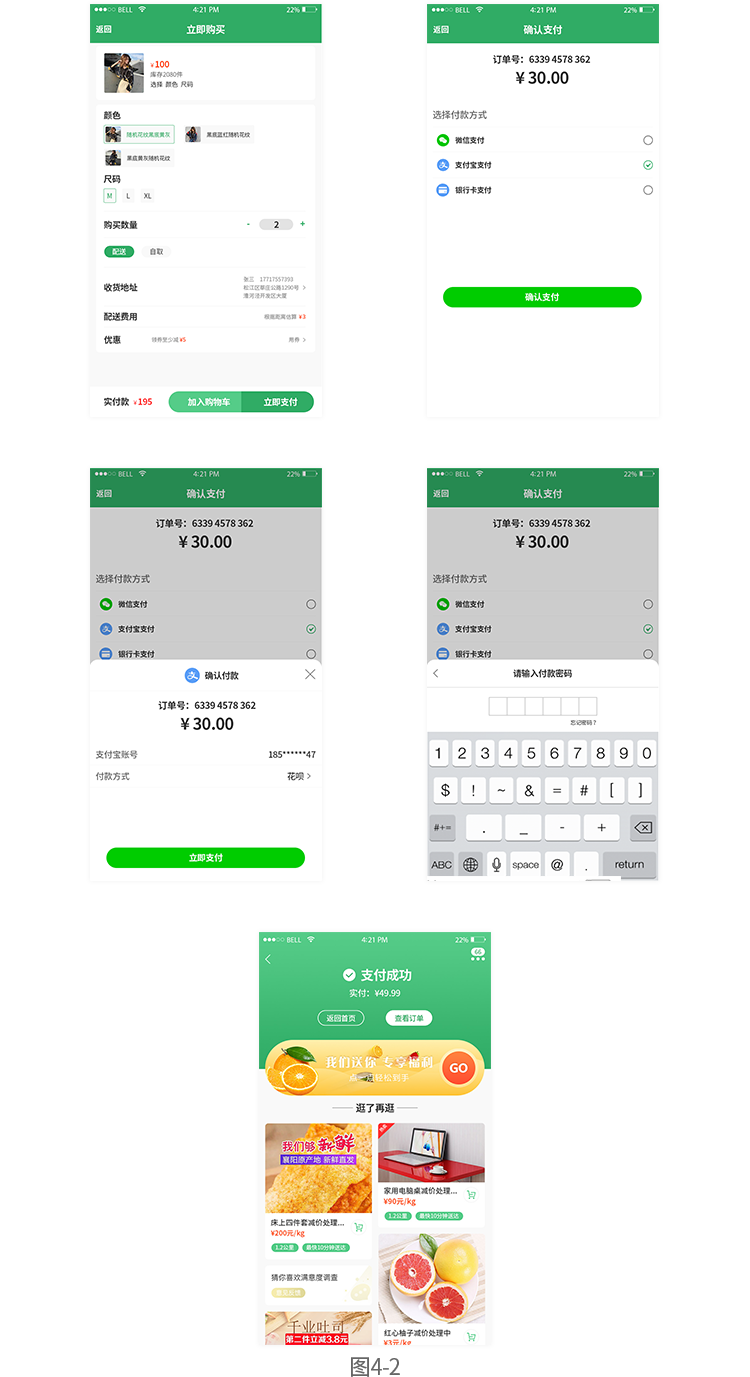 BELL 4:21 PM 22%
返回 立即购买
¥100
库存2080件
选择 颜色 尺码
颜色
随机花纹黑底黄灰 黑底蓝红随机花纹
黑底黄灰随机花纹
尺码
M L XL
购买数量 - 2 +
配送 自取
张三 17717557393
收货地址 松江区莘庄公路1290号
漕河泾开发区大厦
配送费用 根据距离估算 ¥3
优惠 领券至少减 ¥5 用券
实付款 ¥195 加入购物车 立即支付
BELL 4:21 PM 22%
返回 确认支付
订单号：6339 4578 362
¥ 30.00
选择付款方式
微信支付
支付宝支付
银行卡支付
确认支付
BELL 4:21 PM 22%
返回 确认支付
订单号：6339 4578 362
¥ 30.00
选择付款方式
微信支付
支付宝支付
银行卡支付
支 确认付款
订单号：6339 4578 362
¥ 30.00
支付宝账号 185******47
付款方式 花呗
立即支付
BELL 4:21 PM 22%
返回 确认支付
订单号：6339 4578 362
¥ 30.00
选择付款方式
微信支付
支付宝支付
银行卡支付
请输入付款密码
忘记密码？
1 2 3 4 5 6 7 8 9 0
$ ! ~ & = # [ ]
#+= . _ - +
ABC space @ . return
BELL 4:21 PM 22%
66
支付成功
实付：¥49.99
返回首页 查看订单
我们送你 专享福利
轻松到手
GO
逛了再逛
我们够新鲜
襄阳原产地 新鲜直发
床上四件套减价处理...
¥200元/kg
1.2公里 最快10分钟送达
猜你喜欢满意度调查
千业吐司
第二件立减3.8元
家用电脑桌减价处理...
¥90元/kg
1.2公里 最快10分钟送达
红心柚子减价处理中
¥3元/kg
图4-2